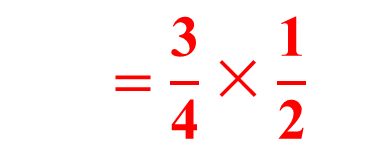 = 3/4 × 1/2